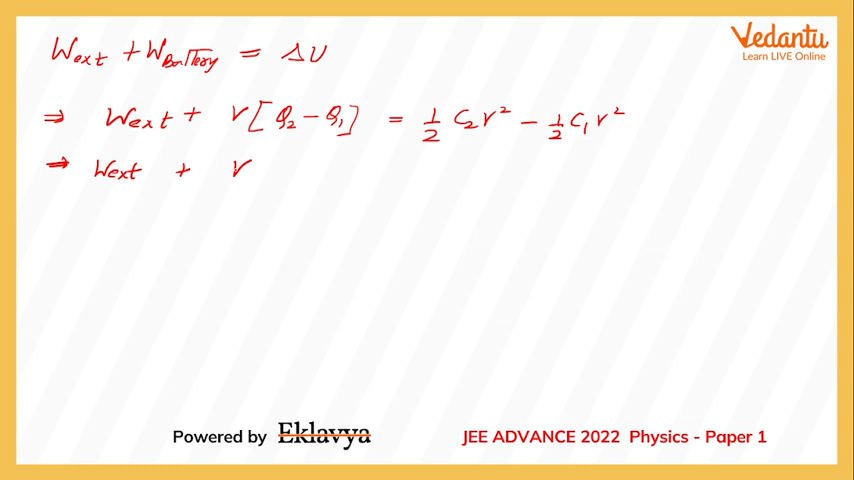 Wext + WBattery = ΔU
Vedantu
Learn LIVE Online
⇒ Wext + V[Q₂ - Q₁] = 1/2 C₂V² - 1/2 C₁V²
⇒ Wext + V
Powered by Eklavya
JEE ADVANCE 2022 Physics - Paper 1